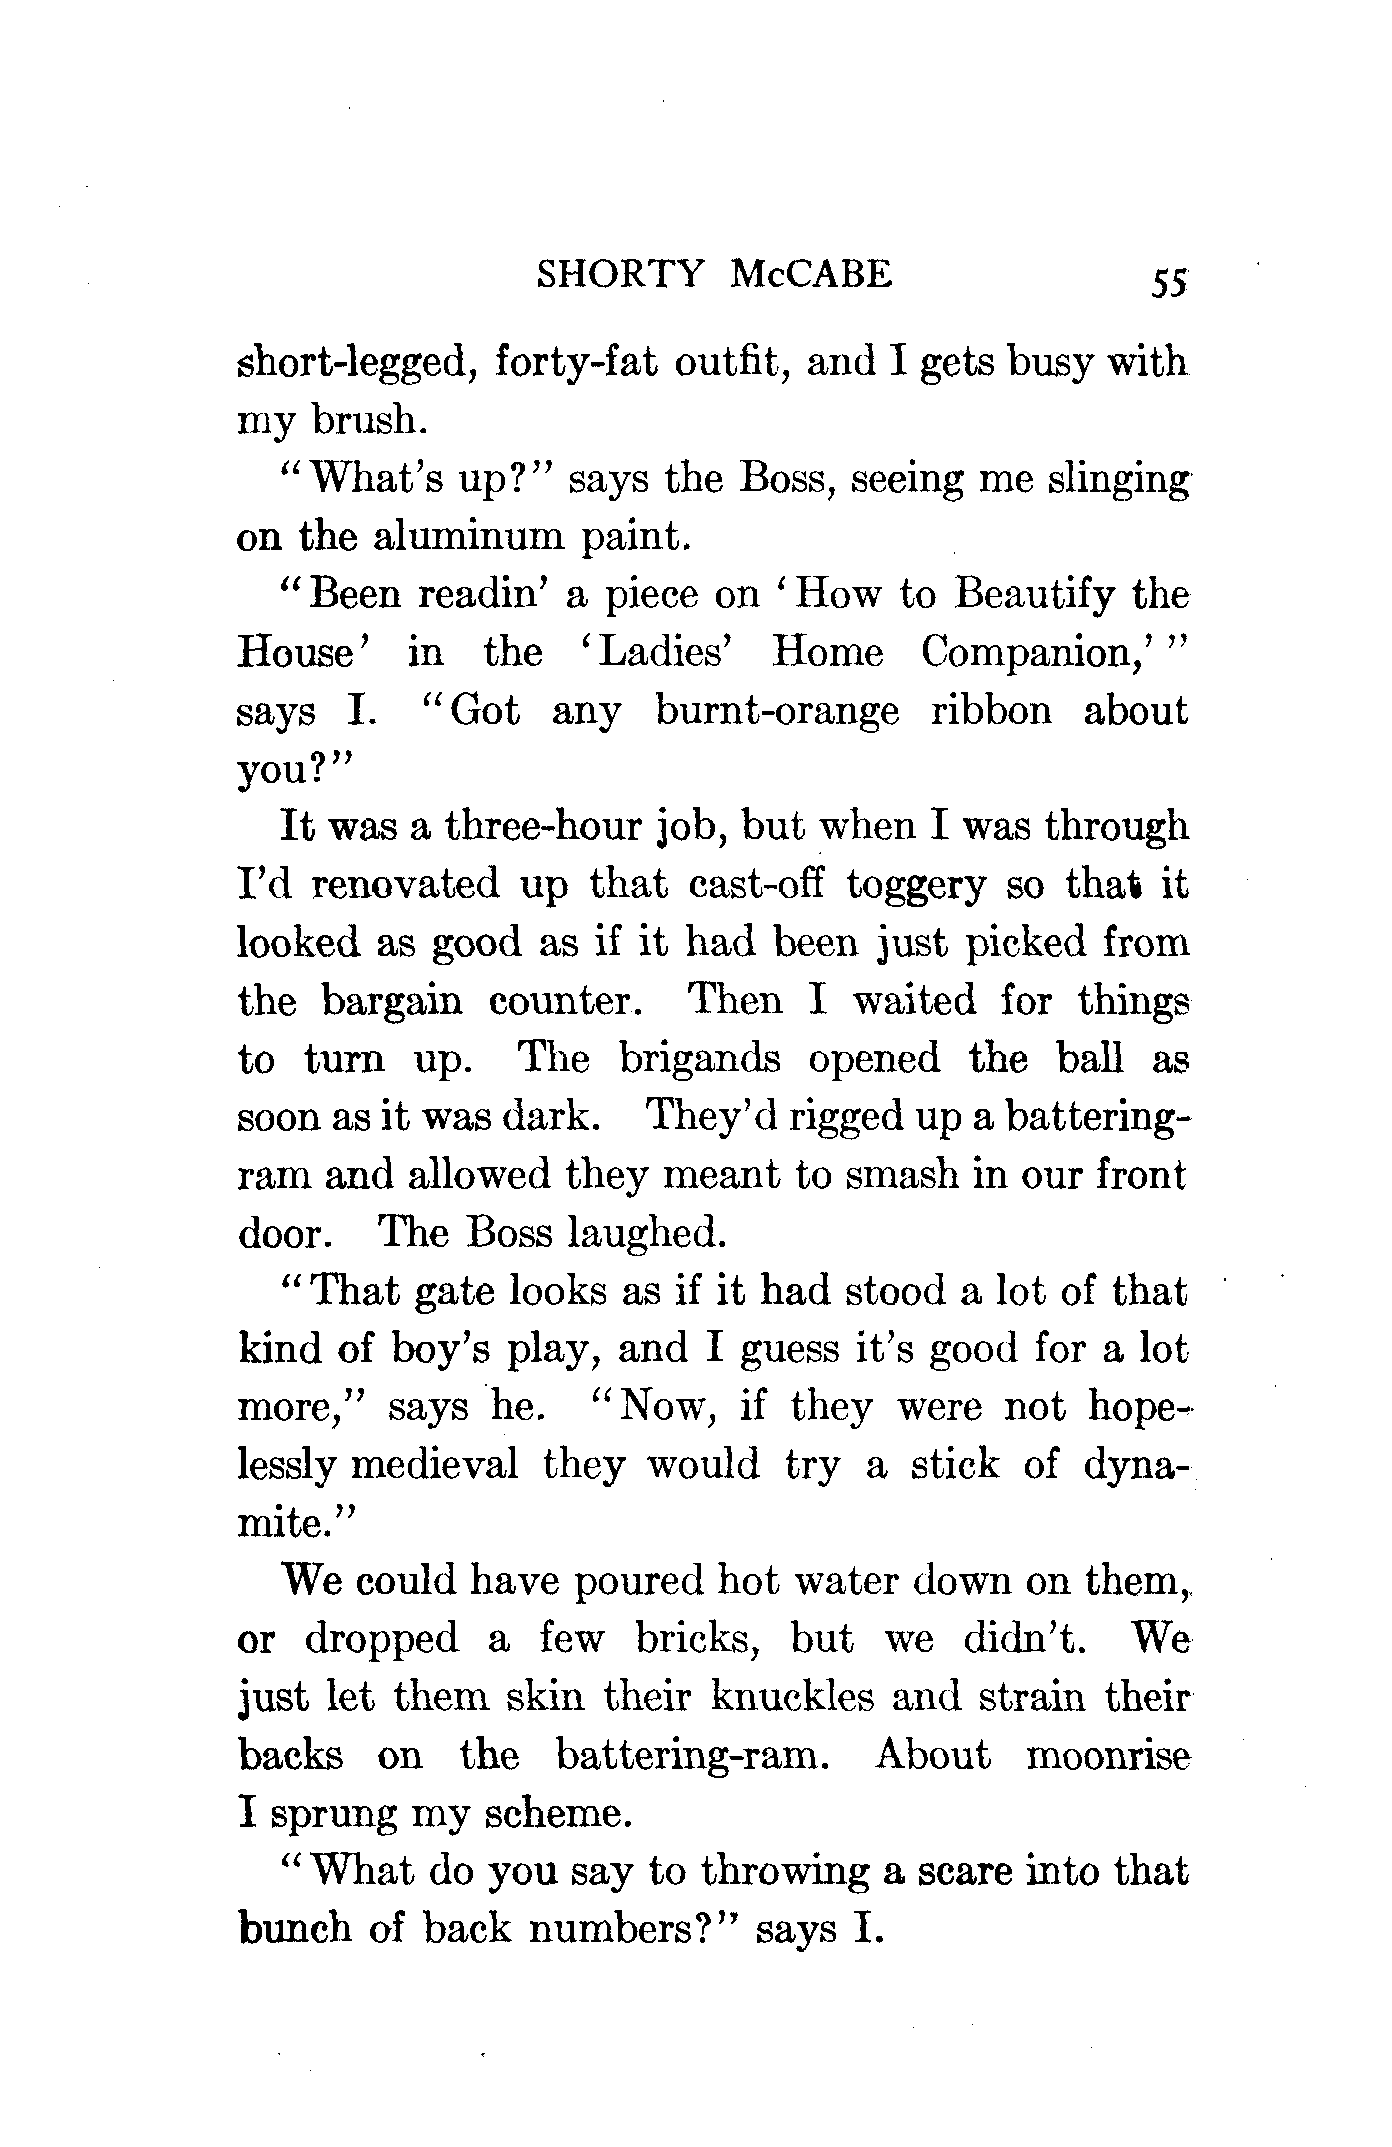 SHORTY McCABE 55
short-legged, forty-fat outfit, and I gets busy with
my brush.
"What's up?" says the Boss, seeing me slinging
on the aluminum paint.
"Been readin' a piece on 'How to Beautify the
House' in the 'Ladies' Home Companion,' "
says I. "Got any burnt-orange ribbon about
you?"
It was a three-hour job, but when I was through
I'd renovated up that cast-off toggery so that it
looked as good as if it had been just picked from
the bargain counter. Then I waited for things
to turn up. The brigands opened the ball as
soon as it was dark. They'd rigged up a battering-
ram and allowed they meant to smash in our front
door. The Boss laughed.
"That gate looks as if it had stood a lot of that
kind of boy's play, and I guess it's good for a lot
more," says he. "Now, if they were not hope-
lessly medieval they would try a stick of dyna-
mite."
We could have poured hot water down on them,
or dropped a few bricks, but we didn't. We
just let them skin their knuckles and strain their
backs on the battering-ram. About moonrise
I sprung my scheme.
"What do you say to throwing a scare into that
bunch of back numbers?" says I.